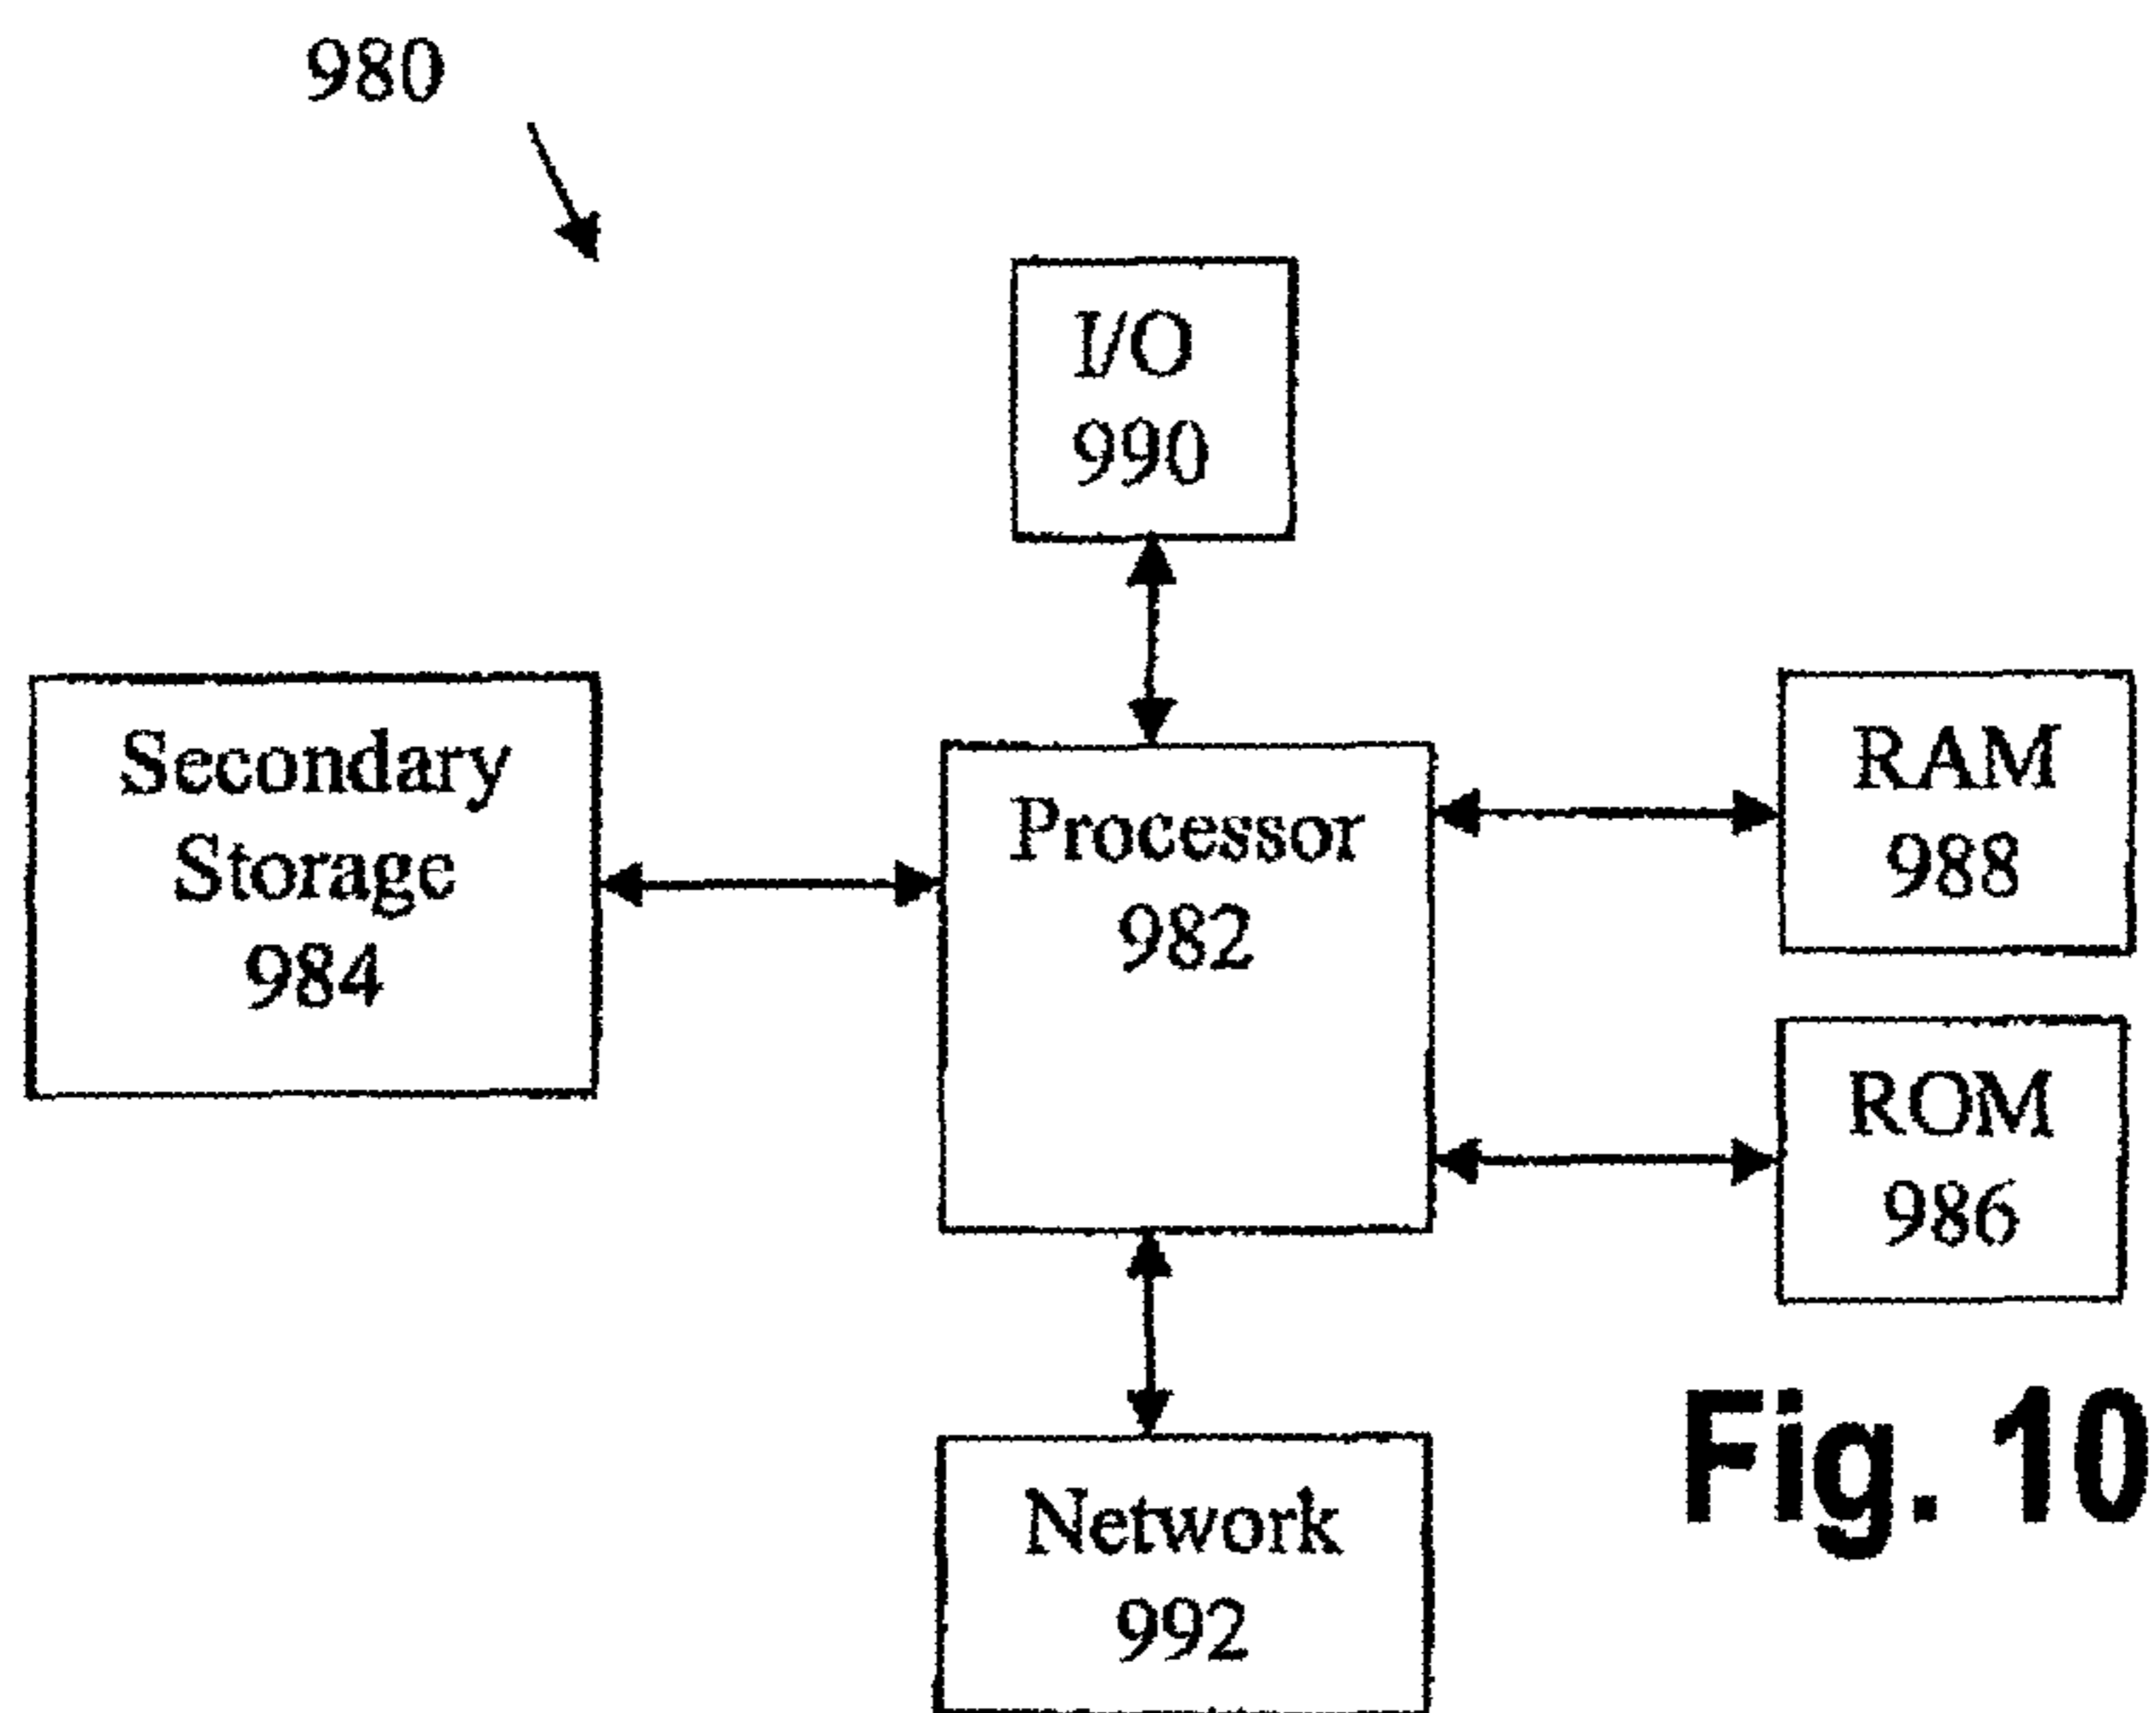 980
I/O
990
Secondary
Storage
984
Processor
982
RAM
988
ROM
986
Network
992
Fig. 10